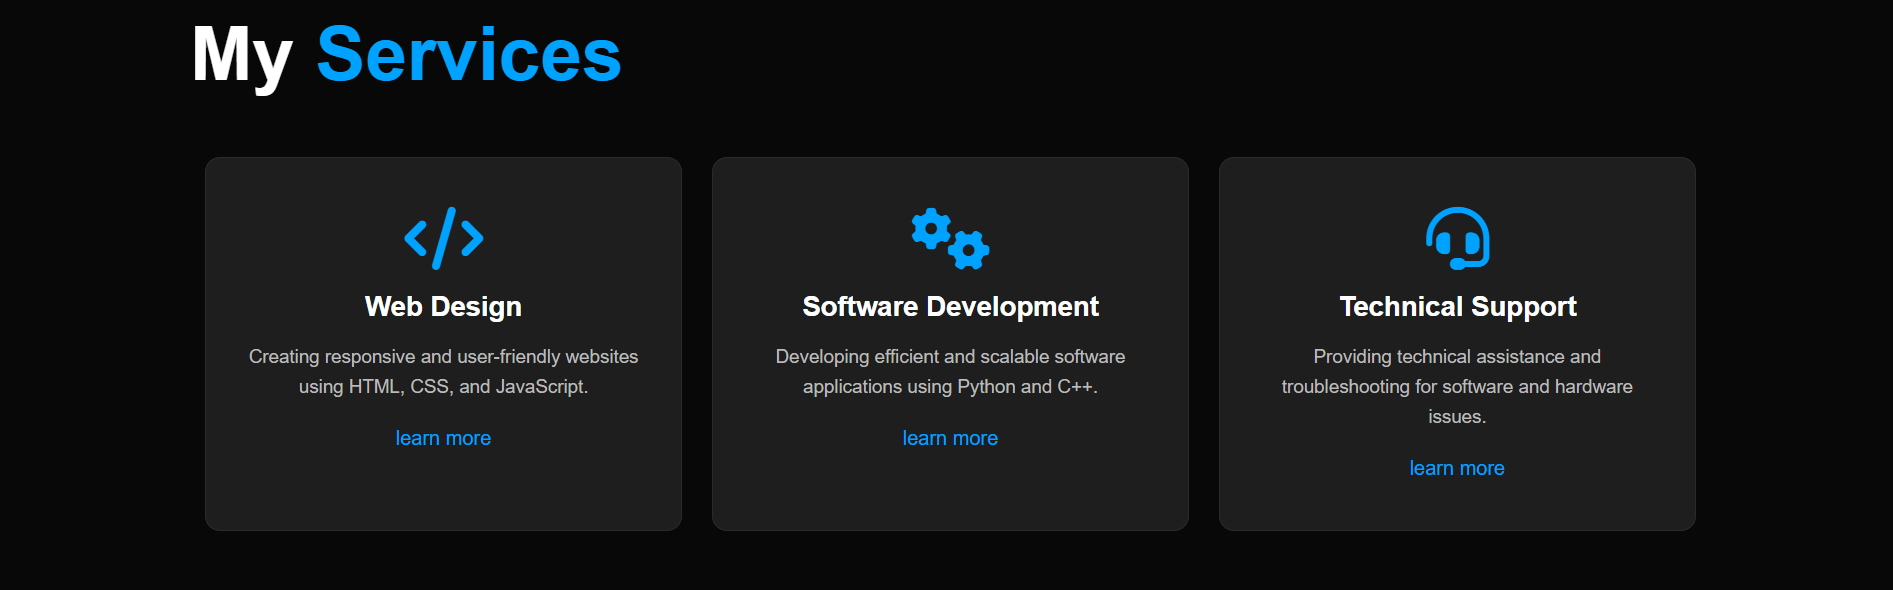 My Services
Web Design
Creating responsive and user-friendly websites
using HTML, CSS, and JavaScript.
learn more
Software Development
Developing efficient and scalable software
applications using Python and C++.
learn more
Technical Support
Providing technical assistance and
troubleshooting for software and hardware
issues.
learn more